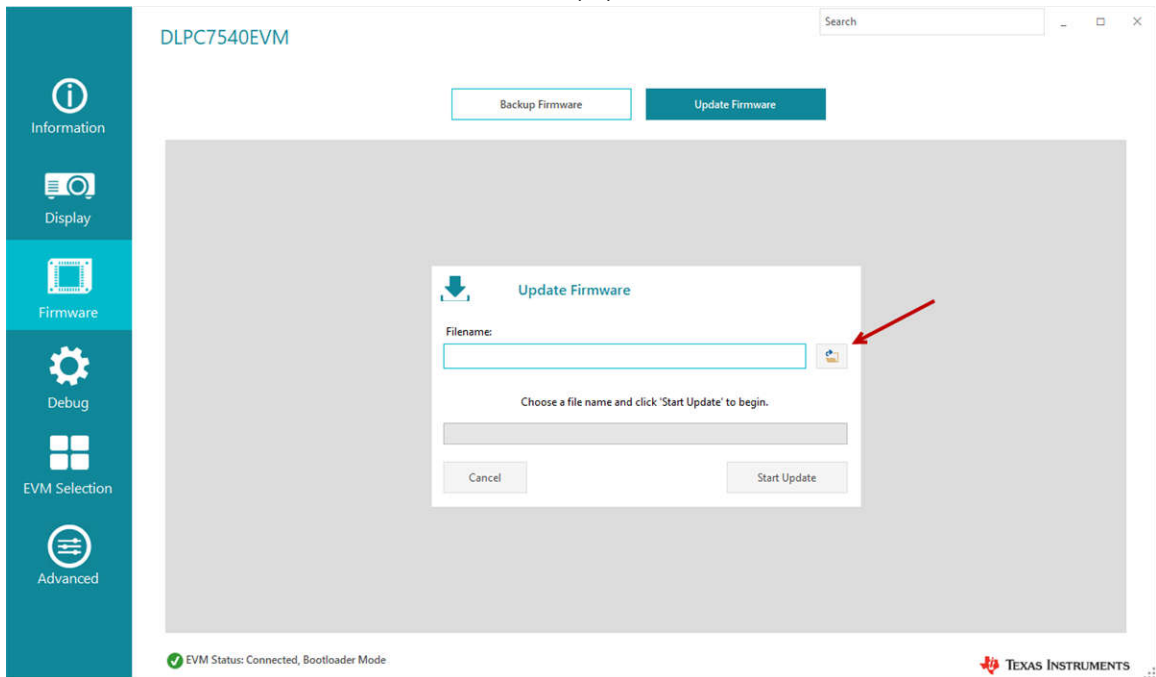 Search
DLPC7540EVM
Backup Firmware
Update Firmware
Information
Display
Firmware
Debug
EVM Selection
Advanced
Update Firmware
Filename:
Choose a file name and click 'Start Update' to begin.
Cancel
Start Update
EVM Status: Connected, Bootloader Mode
TEXAS INSTRUMENTS